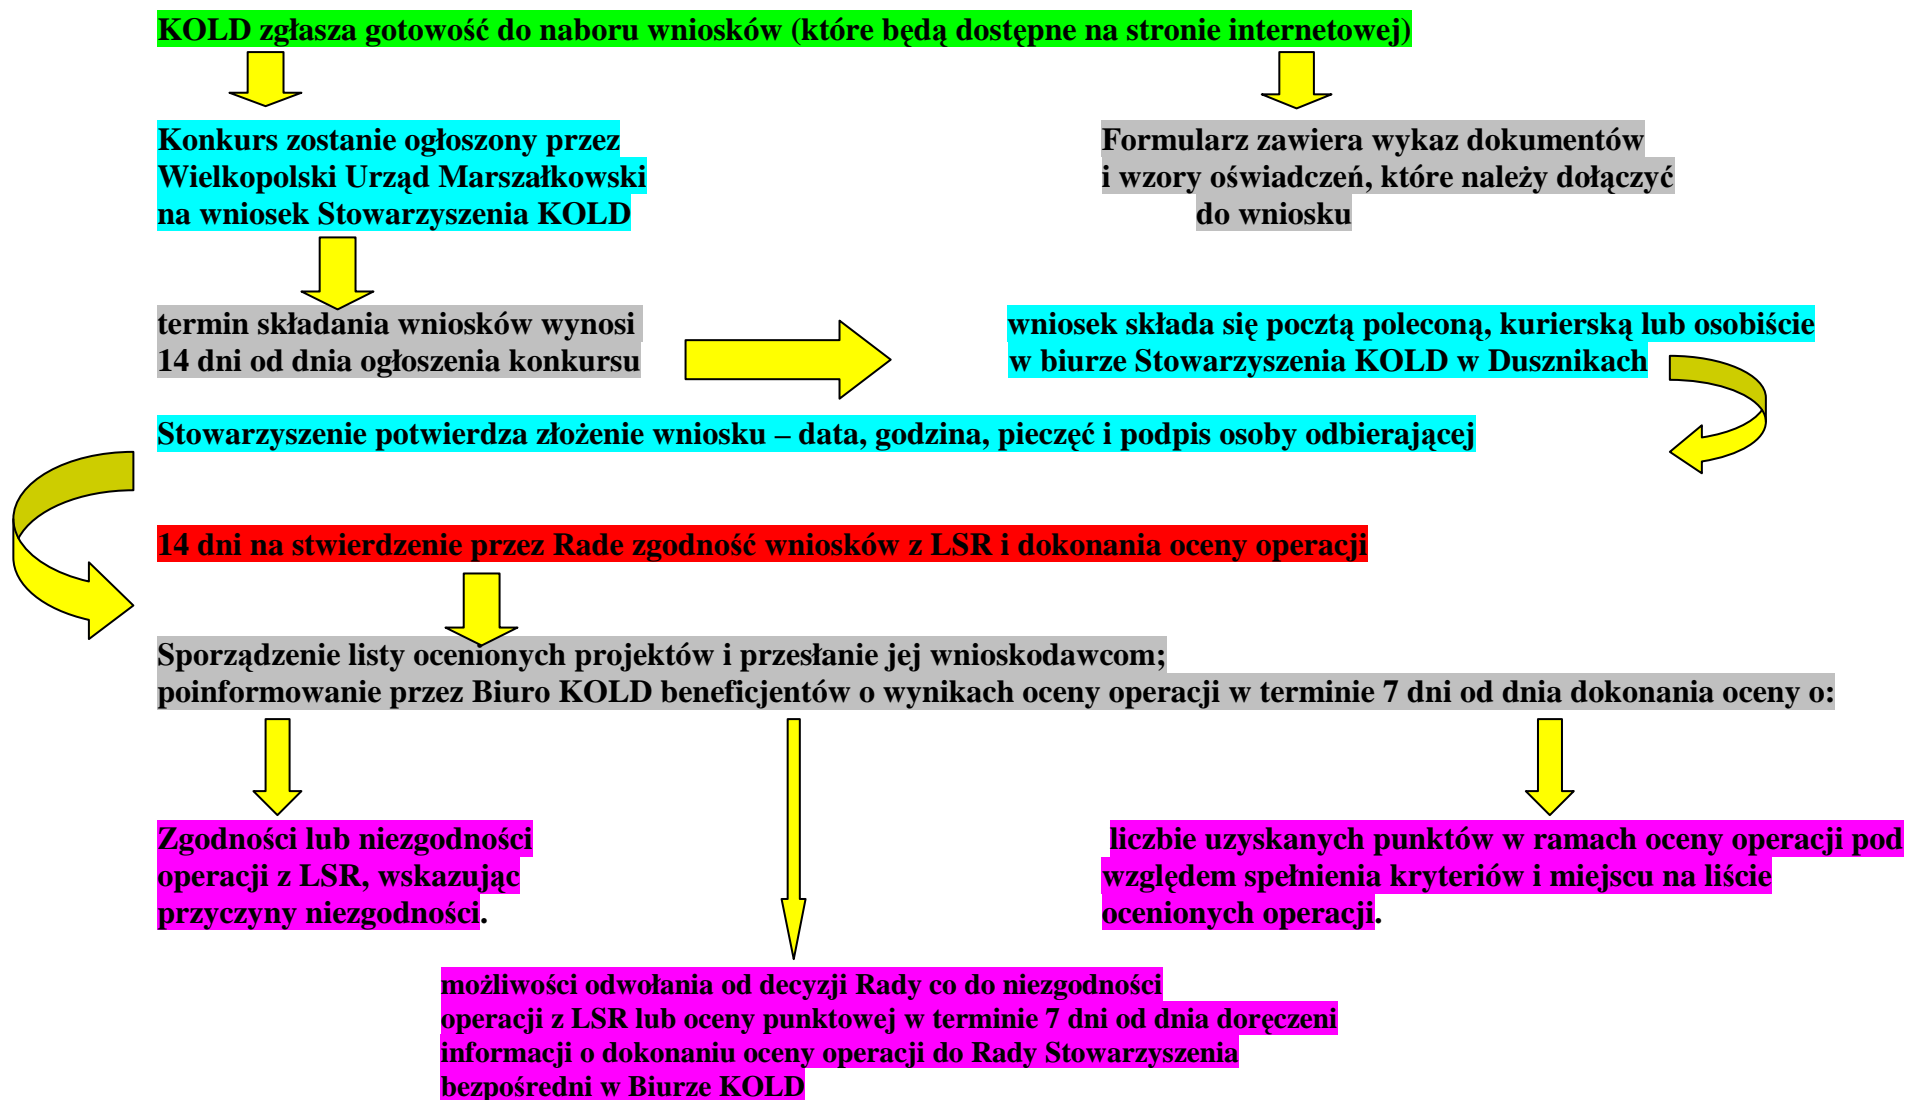 KOLD zgłasza gotowość do naboru wniosków (które będą dostępne na stronie internetowej)
Konkurs zostanie ogłoszony przez
Wielkopolski Urząd Marszałkowski
na wniosek Stowarzyszenia KOLD
Formularz zawiera wykaz dokumentów
i wzory oświadczeń, które należy dołączyć
do wniosku
termin składania wniosków wynosi
14 dni od dnia ogłoszenia konkursu
wniosek składa się pocztą poleconą, kurierską lub osobiście
w biurze Stowarzyszenia KOLD w Dusznikach
Stowarzyszenie potwierdza złożenie wniosku – data, godzina, pieczęć i podpis osoby odbierającej
14 dni na stwierdzenie przez Rade zgodność wniosków z LSR i dokonania oceny operacji
Sporządzenie listy ocenionych projektów i przesłanie jej wnioskodawcom;
poinformowanie przez Biuro KOLD beneficjentów o wynikach oceny operacji w terminie 7 dni od dnia dokonania oceny o:
Zgodności lub niezgodności
operacji z LSR, wskazując
przyczyny niezgodności.
liczbie uzyskanych punktów w ramach oceny operacji pod
względem spełnienia kryteriów i miejscu na liście
ocenionych operacji.
możliwości odwołania od decyzji Rady co do niezgodności
operacji z LSR lub oceny punktowej w terminie 7 dni od dnia doręczeni
informacji o dokonaniu oceny operacji do Rady Stowarzyszenia
bezpośredni w Biurze KOLD